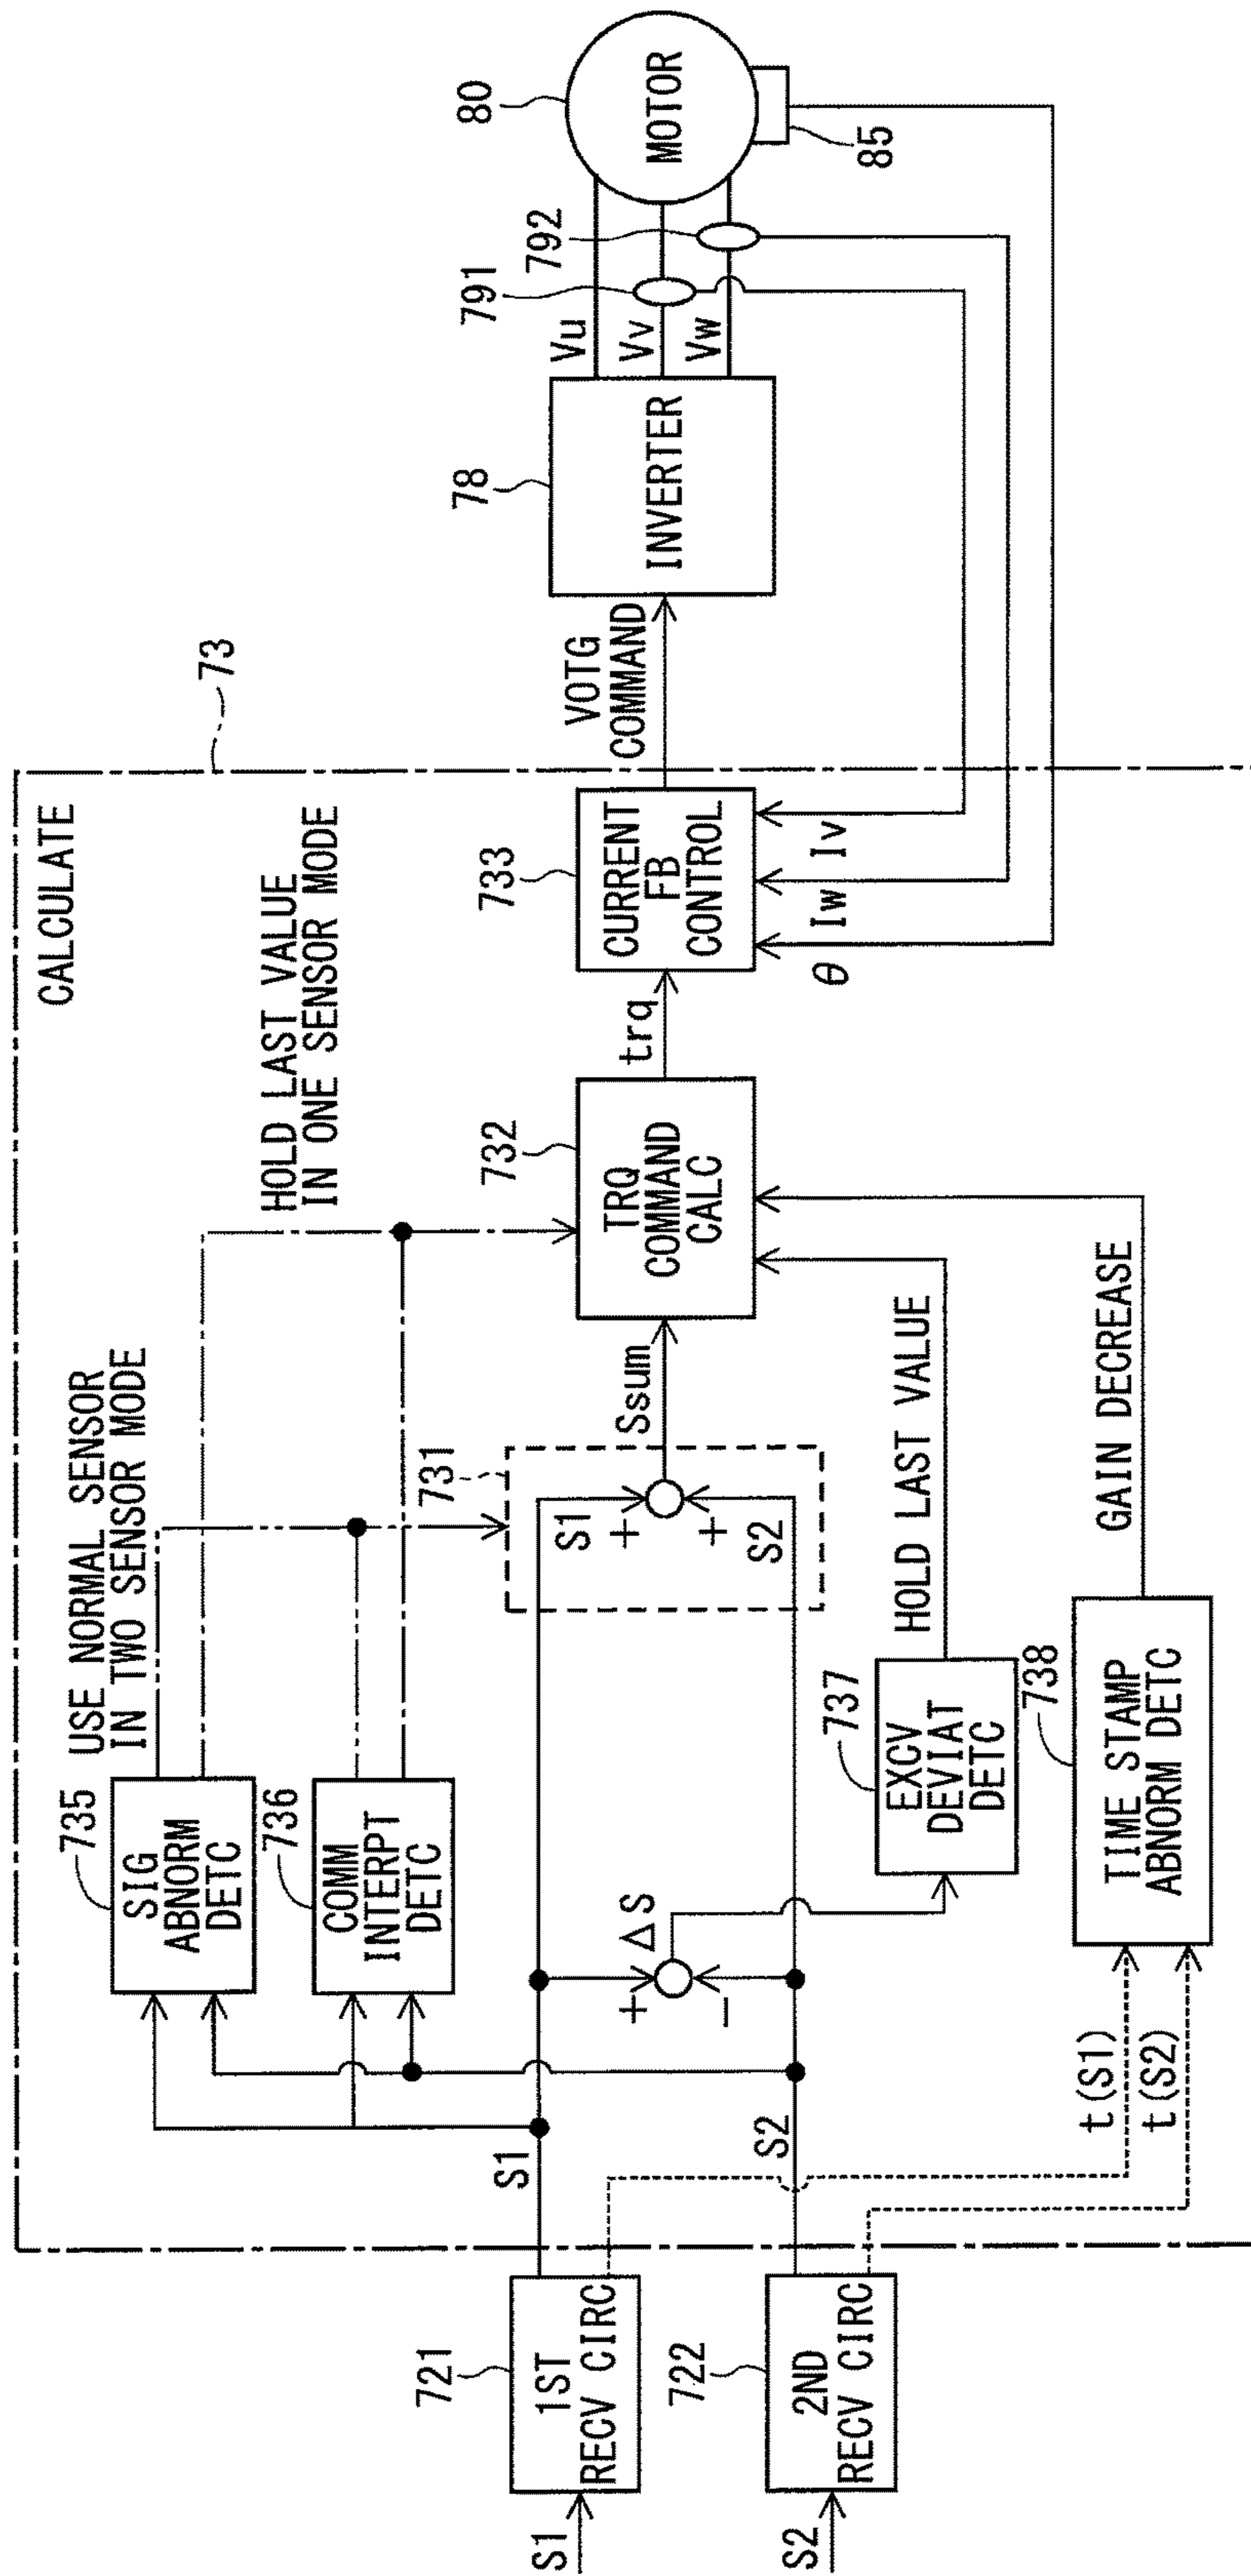 CALCULATE
73
USE NORMAL SENSOR
IN TWO SENSOR MODE
HOLD LAST VALUE
IN ONE SENSOR MODE
735
SIG
ABNORM
DETC
736
COMM
INTERPT
DETC
721
1ST
RECV CIRC
S1
S1
722
2ND
RECV CIRC
S2
S2
+
−
ΔS
731
S1
+
+
S2
Ssum
732
TRQ
COMMAND
CALC
trq
733
CURRENT
FB
CONTROL
θ
Iw
Iv
VOTG
COMMAND
78
INVERTER
Vu
Vv
Vw
791
792
80
MOTOR
85
737
EXCV
DEVIAT
DETC
HOLD LAST VALUE
738
TIME STAMP
ABNORM DETC
GAIN DECREASE
t(S1)
t(S2)